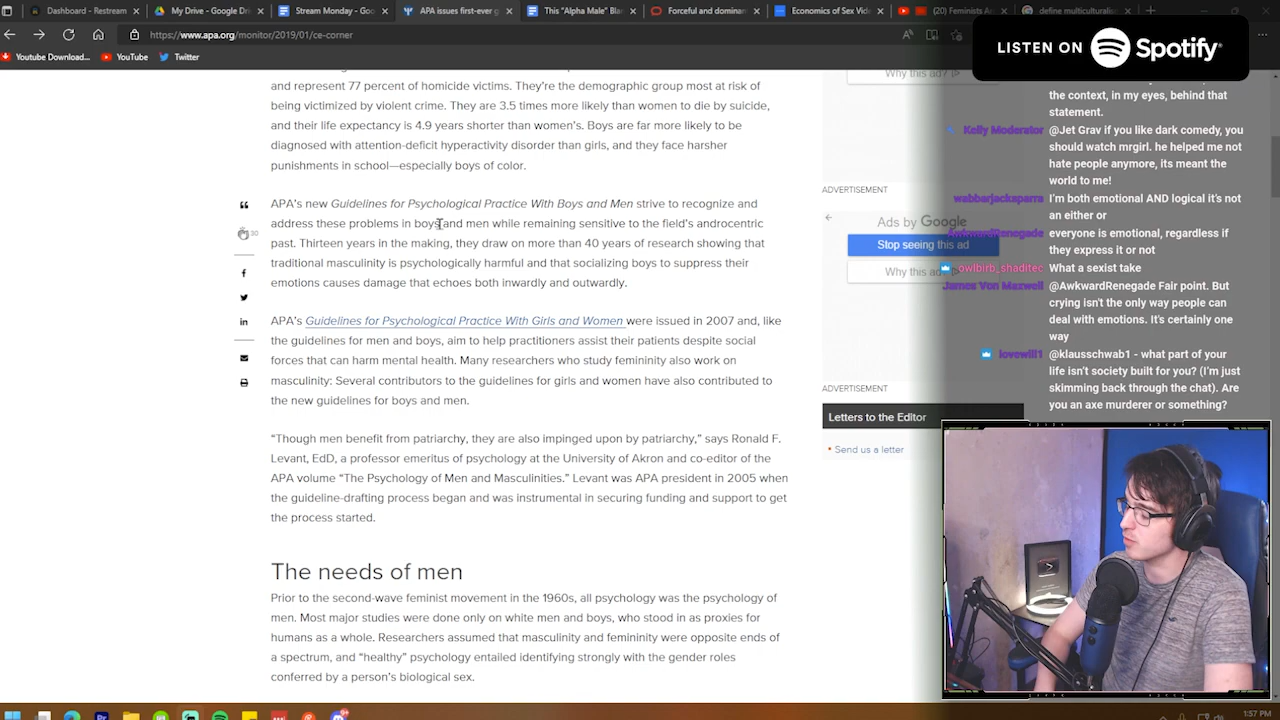 Dashboard - Restream
My Drive - Google Dri
Stream Monday - Goo
APA issues first-ever g
This "Alpha Male" Bla
Forceful and dominan
Economics of Sex Vide
(20) Feminists A
define multiculturalis
https://www.apa.org/monitor/2019/01/ce-corner
Youtube Download...
YouTube
Twitter
LISTEN ON Spotify
and represent 77 percent of homicide victims. They're the demographic group most at risk of
being victimized by violent crime. They are 3.5 times more likely than women to die by suicide,
and their life expectancy is 4.9 years shorter than women's. Boys are far more likely to be
diagnosed with attention-deficit hyperactivity disorder than girls, and they face harsher
punishments in school—especially boys of color.
APA's new Guidelines for Psychological Practice With Boys and Men strive to recognize and
address these problems in boys and men while remaining sensitive to the field's androcentric
past. Thirteen years in the making, they draw on more than 40 years of research showing that
traditional masculinity is psychologically harmful and that socializing boys to suppress their
emotions causes damage that echoes both inwardly and outwardly.
APA's Guidelines for Psychological Practice With Girls and Women were issued in 2007 and, like
the guidelines for men and boys, aim to help practitioners assist their patients despite social
forces that can harm mental health. Many researchers who study femininity also work on
masculinity: Several contributors to the guidelines for girls and women have also contributed to
the new guidelines for boys and men.
"Though men benefit from patriarchy, they are also impinged upon by patriarchy," says Ronald F.
Levant, EdD, a professor emeritus of psychology at the University of Akron and co-editor of the
APA volume "The Psychology of Men and Masculinities." Levant was APA president in 2005 when
the guideline-drafting process began and was instrumental in securing funding and support to get
the process started.
The needs of men
Prior to the second-wave feminist movement in the 1960s, all psychology was the psychology of
men. Most major studies were done only on white men and boys, who stood in as proxies for
humans as a whole. Researchers assumed that masculinity and femininity were opposite ends of
a spectrum, and "healthy" psychology entailed identifying strongly with the gender roles
conferred by a person's biological sex.
30
Why this ad?
ADVERTISEMENT
Ads by Google
Stop seeing this ad
Why this ad?
ADVERTISEMENT
Letters to the Editor
• Send us a letter
the context, in my eyes, behind that
statement.
Kelly Moderator @Jet Grav if you like dark comedy, you
should watch mrgirl. he helped me not
hate people anymore, its meant the
world to me!
wabbarjackaparra I'm both emotional AND logical it's not
an either or
AwkwardRenegade everyone is emotional, regardless if
they express it or not
owlbirb_shaditec What a sexist take
James Von Maxwell @AwkwardRenegade Fair point. But
crying isn't the only way people can
deal with emotions. It's certainly one
way
lovewill1 @klausschwab1 - what part of your
life isn't society built for you? (I'm just
skimming back through the chat). Are
you an axe murderer or something?
1:57 PM